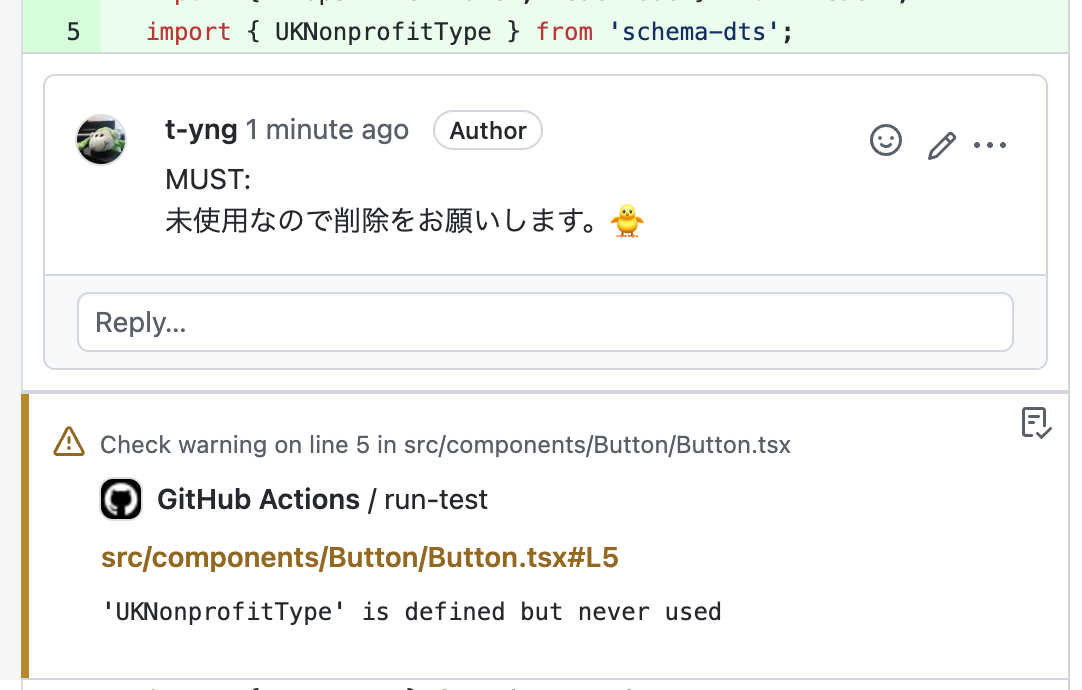 5 import { UKNonprofitType } from 'schema-dts';
t-yng 1 minute ago Author
MUST:
未使用なので削除をお願いします。🐥
Reply...
Check warning on line 5 in src/components/Button/Button.tsx
GitHub Actions / run-test
src/components/Button/Button.tsx#L5
'UKNonprofitType' is defined but never used